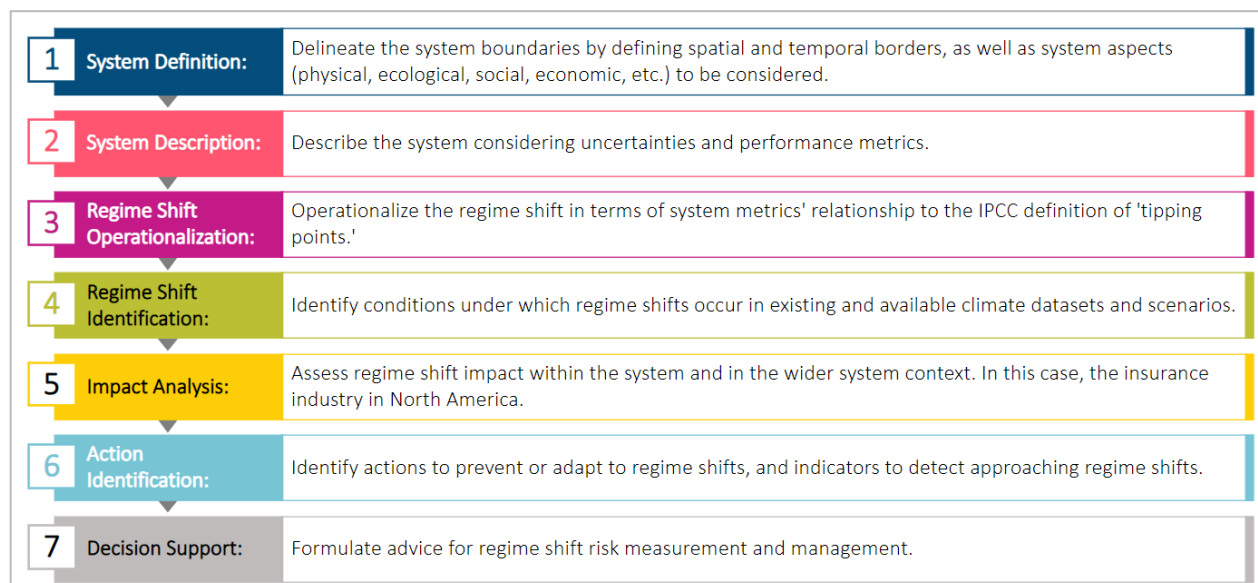 1
System Definition:
Delineate the system boundaries by defining spatial and temporal borders, as well as system aspects
(physical, ecological, social, economic, etc.) to be considered.
2
System Description:
Describe the system considering uncertainties and performance metrics.
3
Regime Shift
Operationalization:
Operationalize the regime shift in terms of system metrics' relationship to the IPCC definition of 'tipping
points.'
4
Regime Shift
Identification:
Identify conditions under which regime shifts occur in existing and available climate datasets and scenarios.
5
Impact Analysis:
Assess regime shift impact within the system and in the wider system context. In this case, the insurance
industry in North America.
6
Action
Identification:
Identify actions to prevent or adapt to regime shifts, and indicators to detect approaching regime shifts.
7
Decision Support:
Formulate advice for regime shift risk measurement and management.